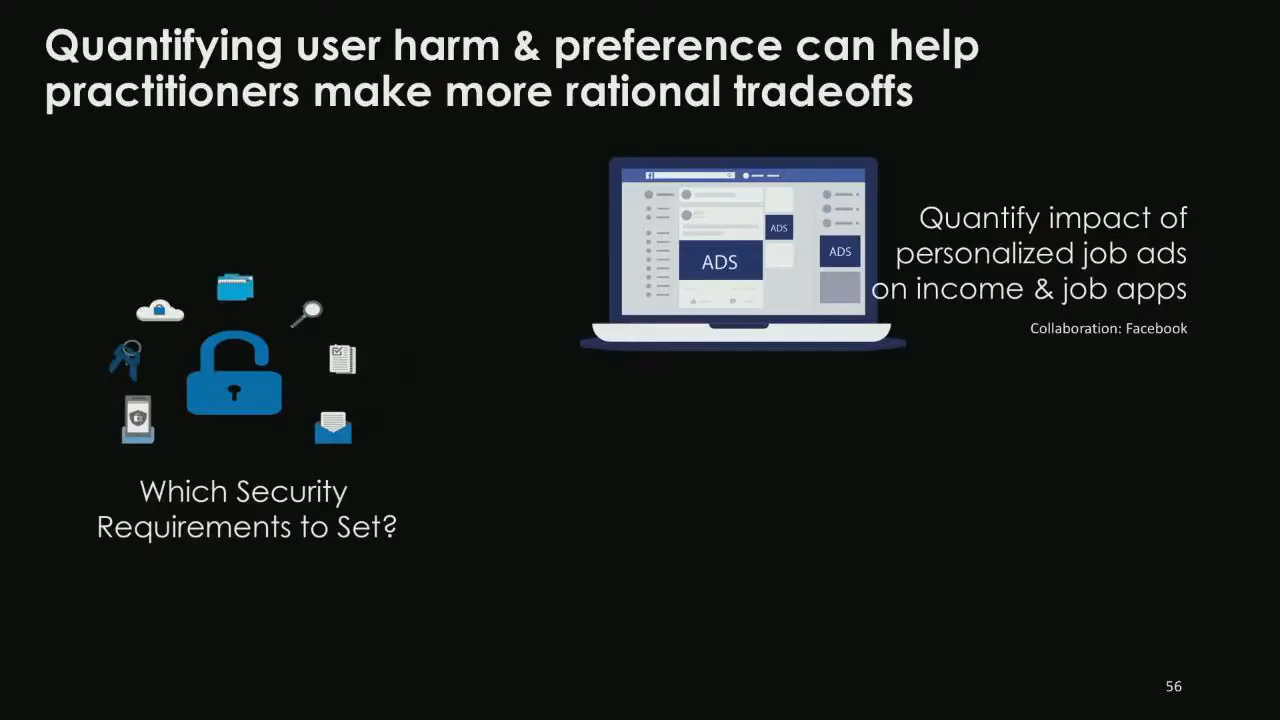 Quantifying user harm & preference can help
practitioners make more rational tradeoffs
f
ADS
ADS
ADS
Quantify impact of
personalized job ads
on income & job apps
Collaboration: Facebook
Which Security
Requirements to Set?
56